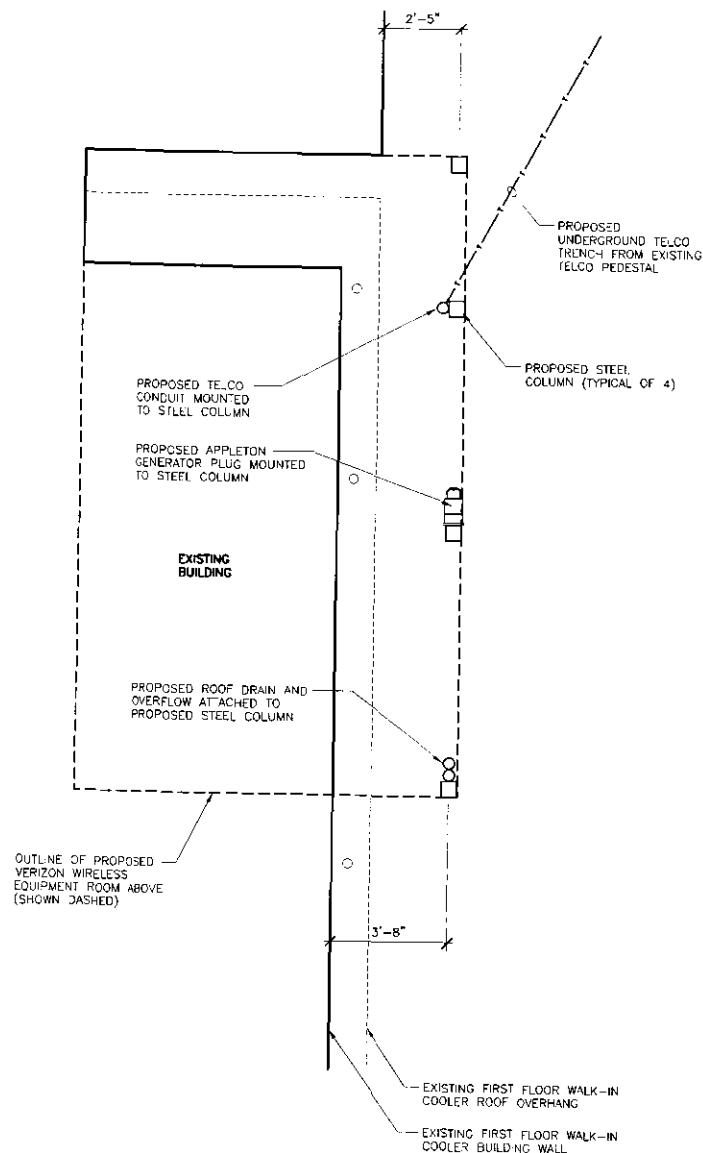 2'-5"
PROPOSED
UNDERGROUND TELCO
TRENCH FROM EXISTING
TELCO PEDESTAL
PROPOSED STEEL
COLUMN (TYPICAL OF 4)
PROPOSED TELCO
CONDUIT MOUNTED
TO STEEL COLUMN
PROPOSED APPLETON
GENERATOR PLUG MOUNTED
TO STEEL COLUMN
EXISTING
BUILDING
PROPOSED ROOF DRAIN AND
OVERFLOW ATTACHED TO
PROPOSED STEEL COLUMN
OUTLINE OF PROPOSED
VERIZON WIRELESS
EQUIPMENT ROOM ABOVE
(SHOWN DASHED)
3'-8"
EXISTING FIRST FLOOR WALK-IN
COOLER ROOF OVERHANG
EXISTING FIRST FLOOR WALK-IN
COOLER BUILDING WALL